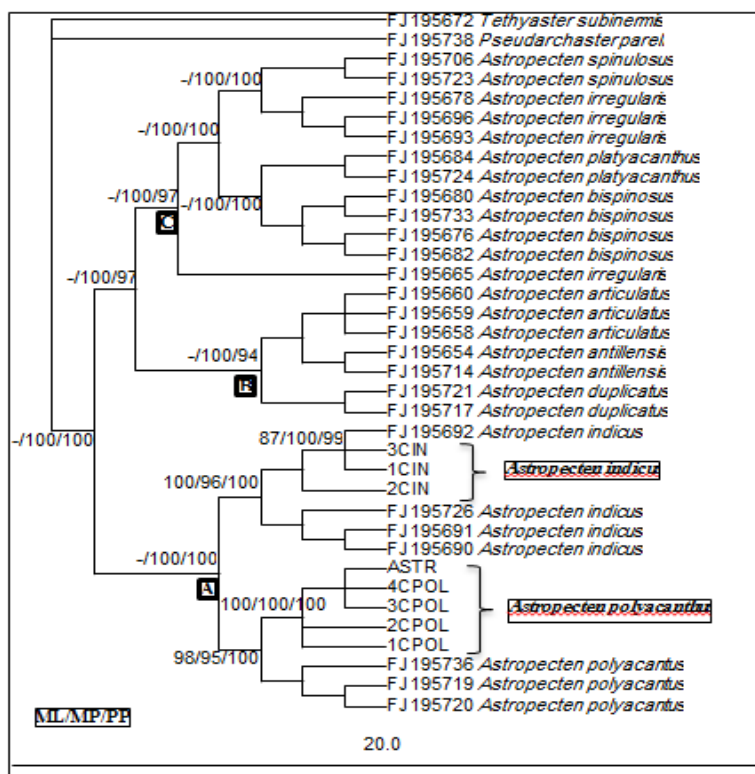 FJ195672 Tethyaster subinermis
FJ195738 Pseudarchaster parel.
FJ195706 Astropecten spinulosus
-/100/100
FJ195723 Astropecten spinulosus
FJ195678 Astropecten irregularis
-/100/100
FJ195696 Astropecten irregularis
FJ195693 Astropecten irregularis
FJ195684 Astropecten platyacanthus
FJ195724 Astropecten platyacanthus
-/100/97
-/100/100
FJ195680 Astropecten bispinosus
C
FJ195733 Astropecten bispinosus
FJ195676 Astropecten bispinosus
FJ195682 Astropecten bispinosus
-/100/97
FJ195665 Astropecten irregularis
FJ195660 Astropecten articulatus
FJ195659 Astropecten articulatus
FJ195658 Astropecten articulatus
-/100/94
FJ195654 Astropecten antillensis
B
FJ195714 Astropecten antillensis
FJ195721 Astropecten duplicatus
FJ195717 Astropecten duplicatus
-/100/100
87/100/99
FJ195692 Astropecten indicus
3CIN
1CIN
Astropecten indicus
100/96/100
2CIN
FJ195726 Astropecten indicus
FJ195691 Astropecten indicus
FJ195690 Astropecten indicus
-/100/100
ASTR
A
4CPOL
100/100/100
3CPOL
Astropecten polyacanthu
2CPOL
1CPOL
98/95/100
FJ195736 Astropecten polyacantus
FJ195719 Astropecten polyacantus
FJ195720 Astropecten polyacantus
ML/MP/PP
20.0